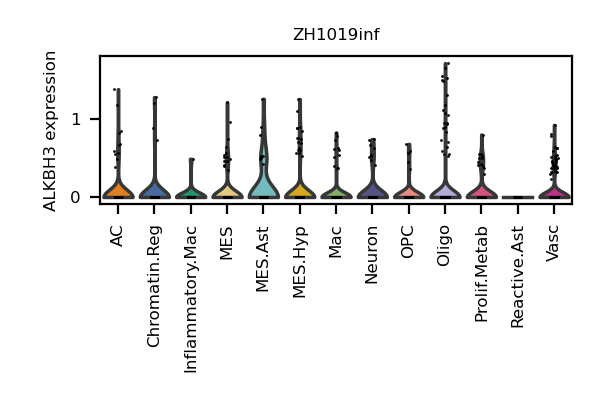 ZH1019inf
ALKBH3 expression
1
0
AC
Chromatin.Reg
Inflammatory.Mac
MES
MES.Ast
MES.Hyp
Mac
Neuron
OPC
Oligo
Prolif.Metab
Reactive.Ast
Vasc